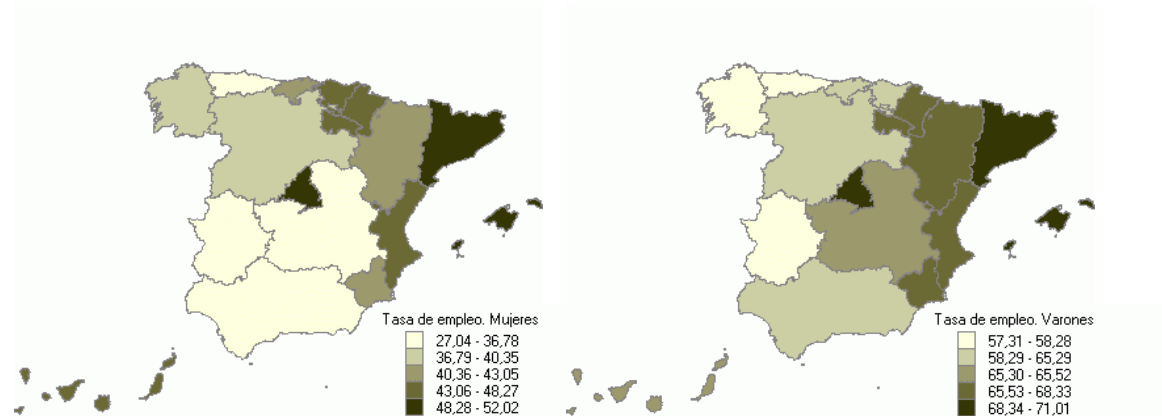 Tasa de empleo. Mujeres
27,04 - 36,78
36,79 - 40,35
40,36 - 43,05
43,06 - 48,27
48,28 - 52,02
Tasa de empleo. Varones
57,31 - 58,28
58,29 - 65,29
65,30 - 65,52
65,53 - 68,33
68,34 - 71,01